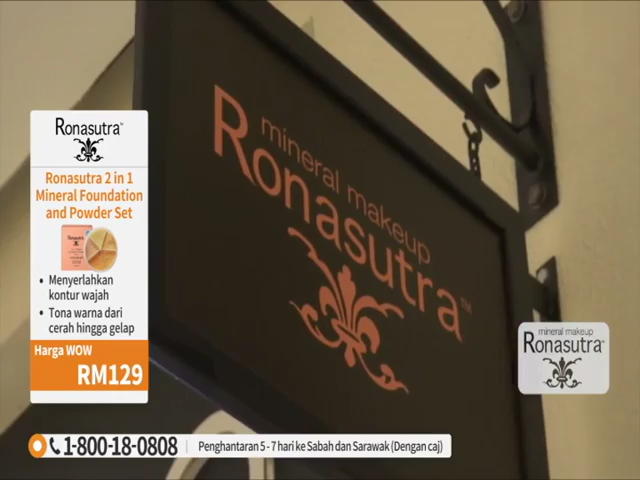 mineral makeup
Ronasutra™
Ronasutra™
Ronasutra 2 in 1
Mineral Foundation
and Powder Set
Ronasutra
• Menyerlahkan
kontur wajah
• Tona warna dari
cerah hingga gelap
Harga WOW
RM129
mineral makeup
Ronasutra™
1-800-18-0808 | Penghantaran 5 - 7 hari ke Sabah dan Sarawak (Dengan caj)